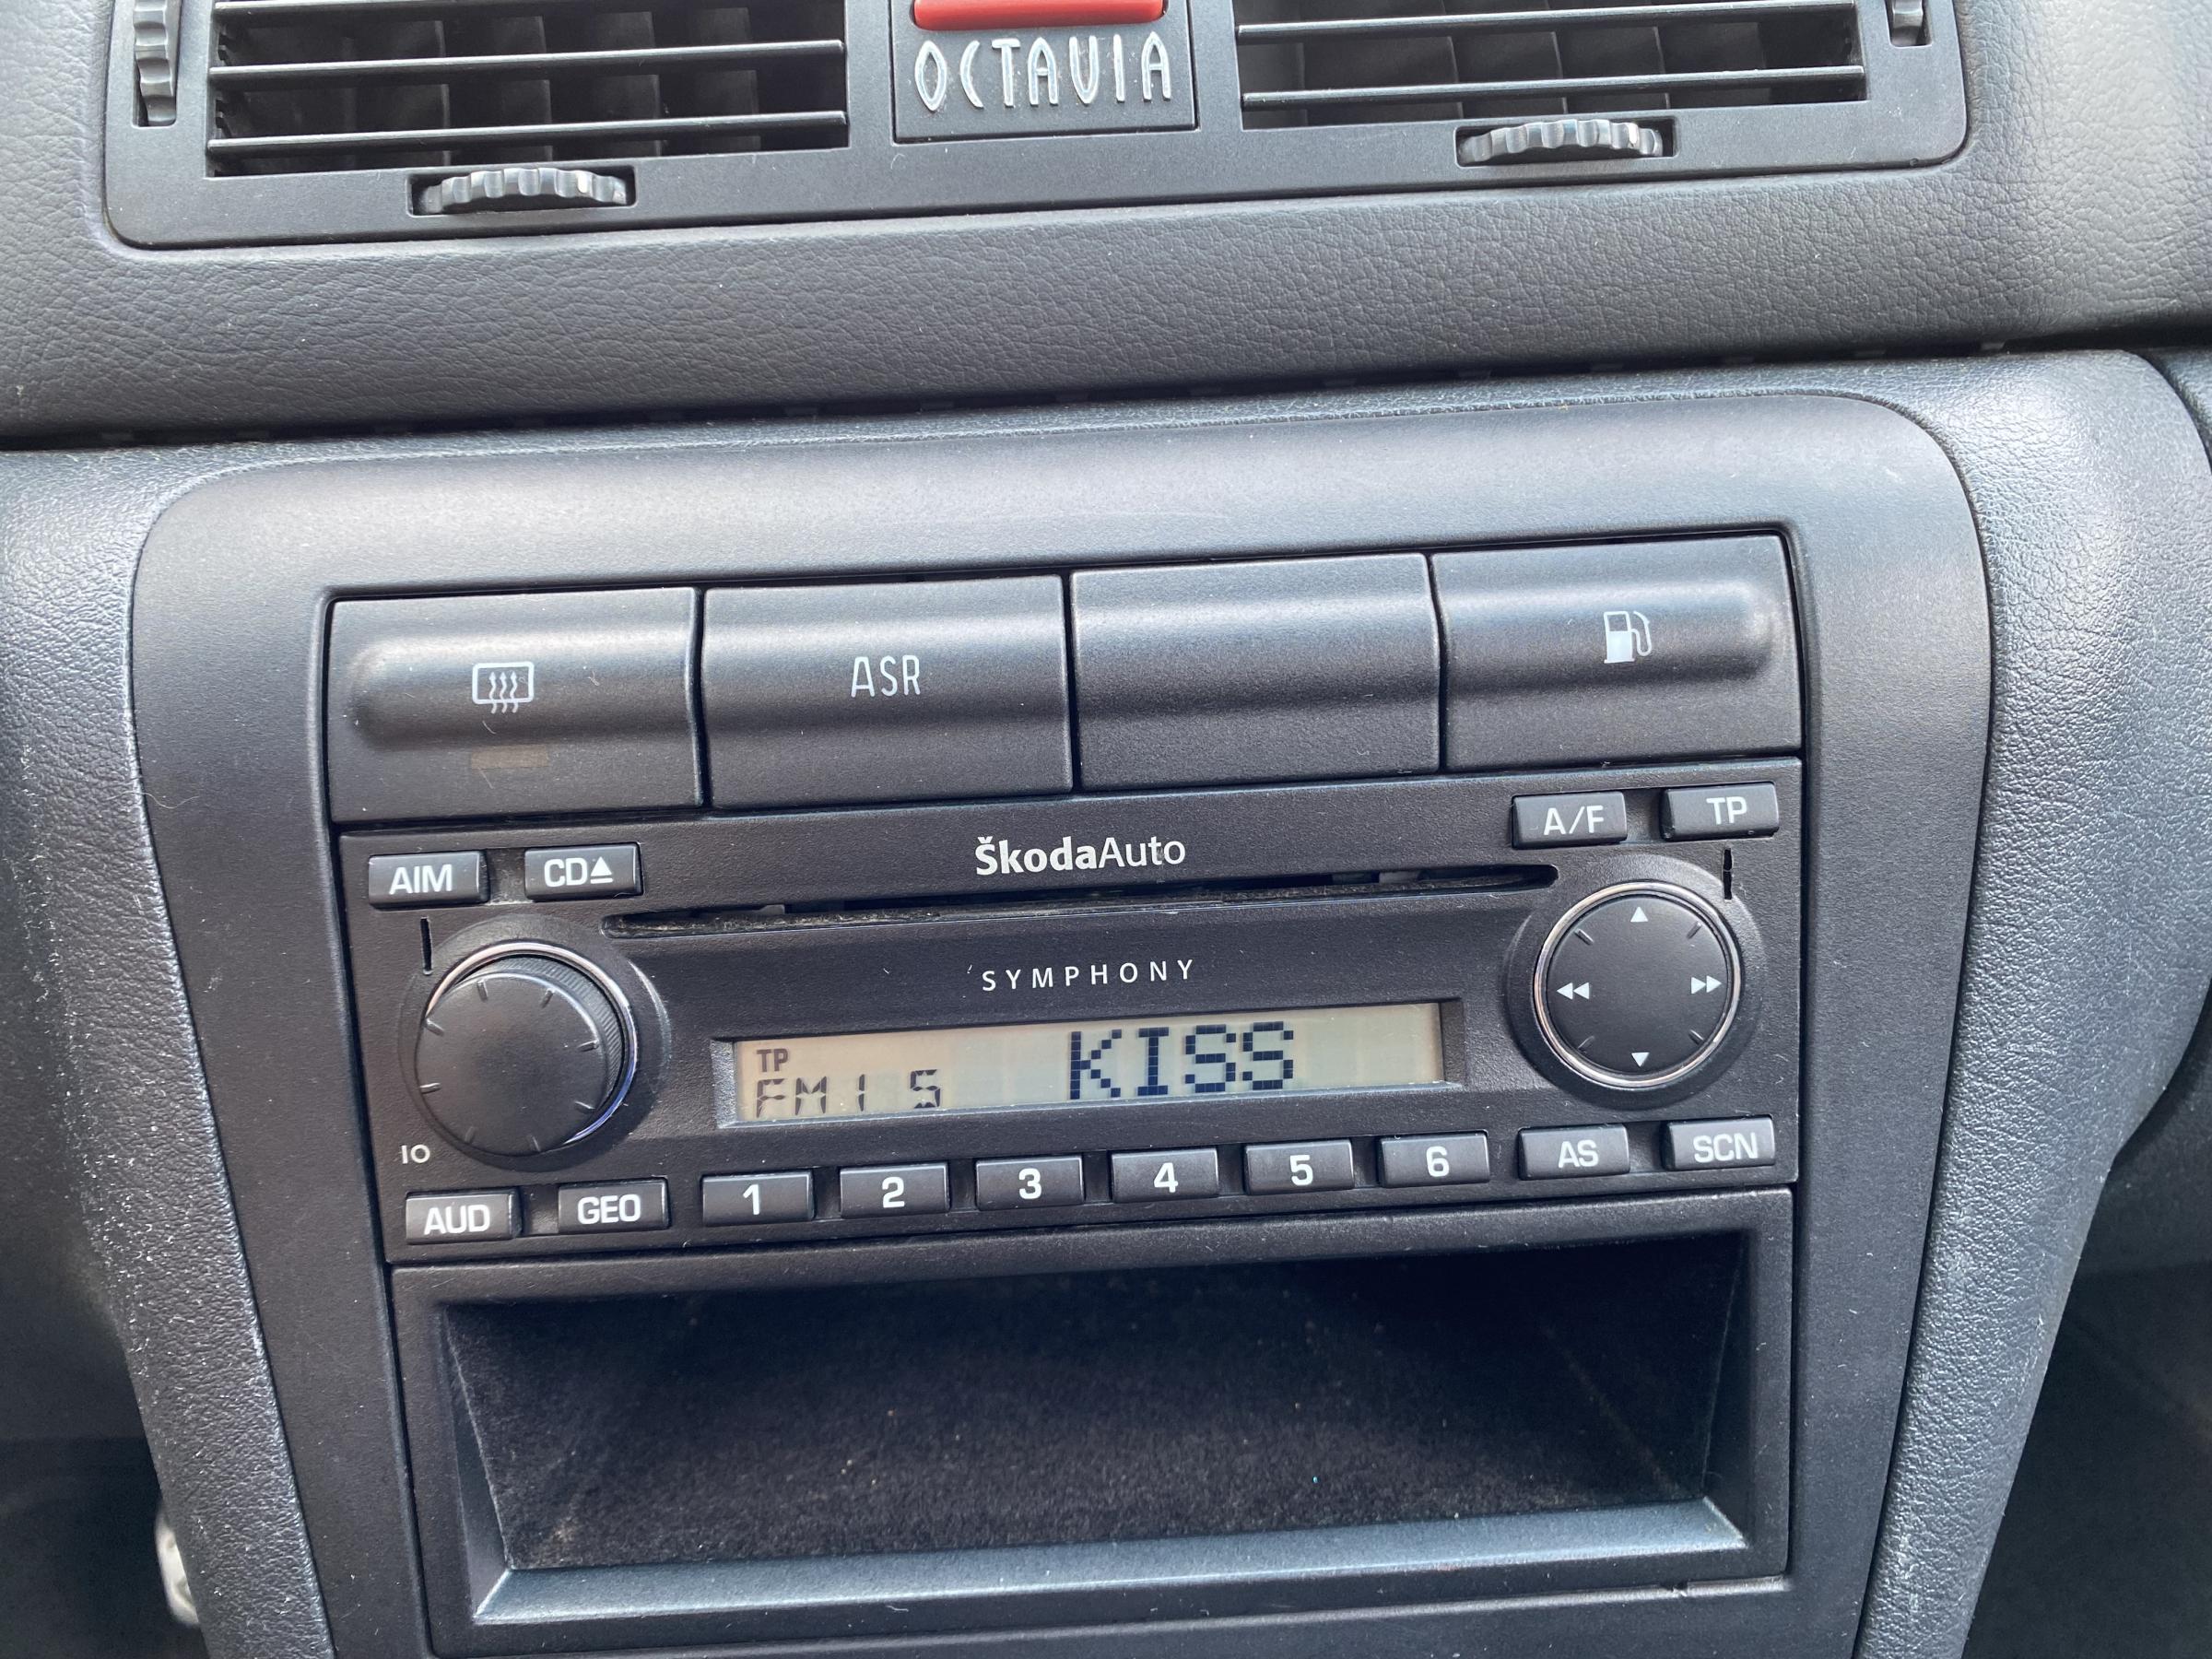 OCTAVIA
ASR
ŠkodaAuto
A/F TP
AIM CD
SYMPHONY
TP
FM1 5 KISS
IO
AUD GEO 1 2 3 4 5 6 AS SCN